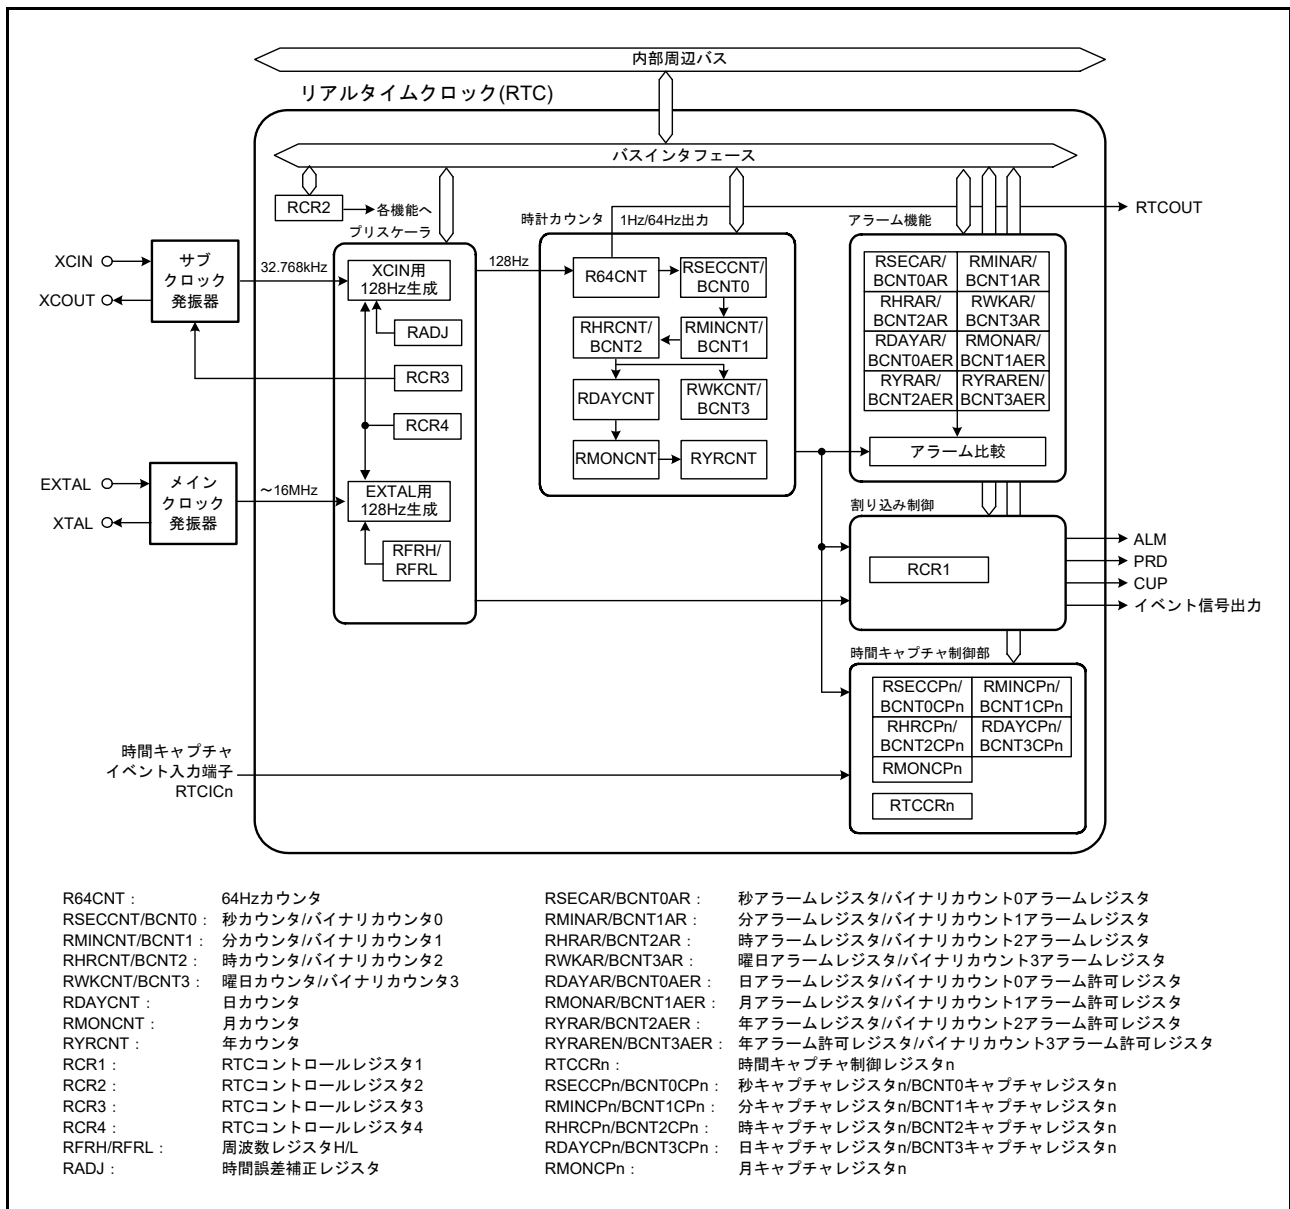 内部周辺バス
リアルタイムクロック(RTC)
バスインタフェース
RCR2
各機能へ
プリスケーラ
時計カウンタ
1Hz/64Hz出力
アラーム機能
RTCOUT
XCIN
XCOUT
サブ
クロック
発振器
32.768kHz
XCIN用
128Hz生成
128Hz
RADJ
RCR3
RCR4
EXTAL
XTAL
メイン
クロック
発振器
～16MHz
EXTAL用
128Hz生成
RFRH/
RFRL
R64CNT
RSECCNT/
BCNT0
RHRCNT/
BCNT2
RMINCNT/
BCNT1
RDAYCNT
RWKCNT/
BCNT3
RMONCNT
RYRCNT
RSECAR/
BCNT0AR
RMINAR/
BCNT1AR
RHRAR/
BCNT2AR
RWKAR/
BCNT3AR
RDAYAR/
BCNT0AER
RMONAR/
BCNT1AER
RYRAR/
BCNT2AER
RYRAREN/
BCNT3AER
アラーム比較
割り込み制御
RCR1
ALM
PRD
CUP
イベント信号出力
時間キャプチャ制御部
RSECCPn/
BCNT0CPn
RMINCPn/
BCNT1CPn
RHRCPn/
BCNT2CPn
RDAYCPn/
BCNT3CPn
RMONCPn
RTCCRn
時間キャプチャ
イベント入力端子
RTCICn
R64CNT： 64Hzカウンタ
RSECCNT/BCNT0： 秒カウンタ/バイナリカウンタ0
RMINCNT/BCNT1： 分カウンタ/バイナリカウンタ1
RHRCNT/BCNT2： 時カウンタ/バイナリカウンタ2
RWKCNT/BCNT3： 曜日カウンタ/バイナリカウンタ3
RDAYCNT： 日カウンタ
RMONCNT： 月カウンタ
RYRCNT： 年カウンタ
RCR1： RTCコントロールレジスタ1
RCR2： RTCコントロールレジスタ2
RCR3： RTCコントロールレジスタ3
RCR4： RTCコントロールレジスタ4
RFRH/RFRL： 周波数レジスタH/L
RADJ： 時間誤差補正レジスタ
RSECAR/BCNT0AR： 秒アラームレジスタ/バイナリカウント0アラームレジスタ
RMINAR/BCNT1AR： 分アラームレジスタ/バイナリカウント1アラームレジスタ
RHRAR/BCNT2AR： 時アラームレジスタ/バイナリカウント2アラームレジスタ
RWKAR/BCNT3AR： 曜日アラームレジスタ/バイナリカウント3アラームレジスタ
RDAYAR/BCNT0AER： 日アラームレジスタ/バイナリカウント0アラーム許可レジスタ
RMONAR/BCNT1AER： 月アラームレジスタ/バイナリカウント1アラーム許可レジスタ
RYRAR/BCNT2AER： 年アラームレジスタ/バイナリカウント2アラーム許可レジスタ
RYRAREN/BCNT3AER： 年アラーム許可レジスタ/バイナリカウント3アラーム許可レジスタ
RTCCRn： 時間キャプチャ制御レジスタn
RSECCPn/BCNT0CPn： 秒キャプチャレジスタn/BCNT0キャプチャレジスタn
RMINCPn/BCNT1CPn： 分キャプチャレジスタn/BCNT1キャプチャレジスタn
RHRCPn/BCNT2CPn： 時キャプチャレジスタn/BCNT2キャプチャレジスタn
RDAYCPn/BCNT3CPn： 日キャプチャレジスタn/BCNT3キャプチャレジスタn
RMONCPn： 月キャプチャレジスタn